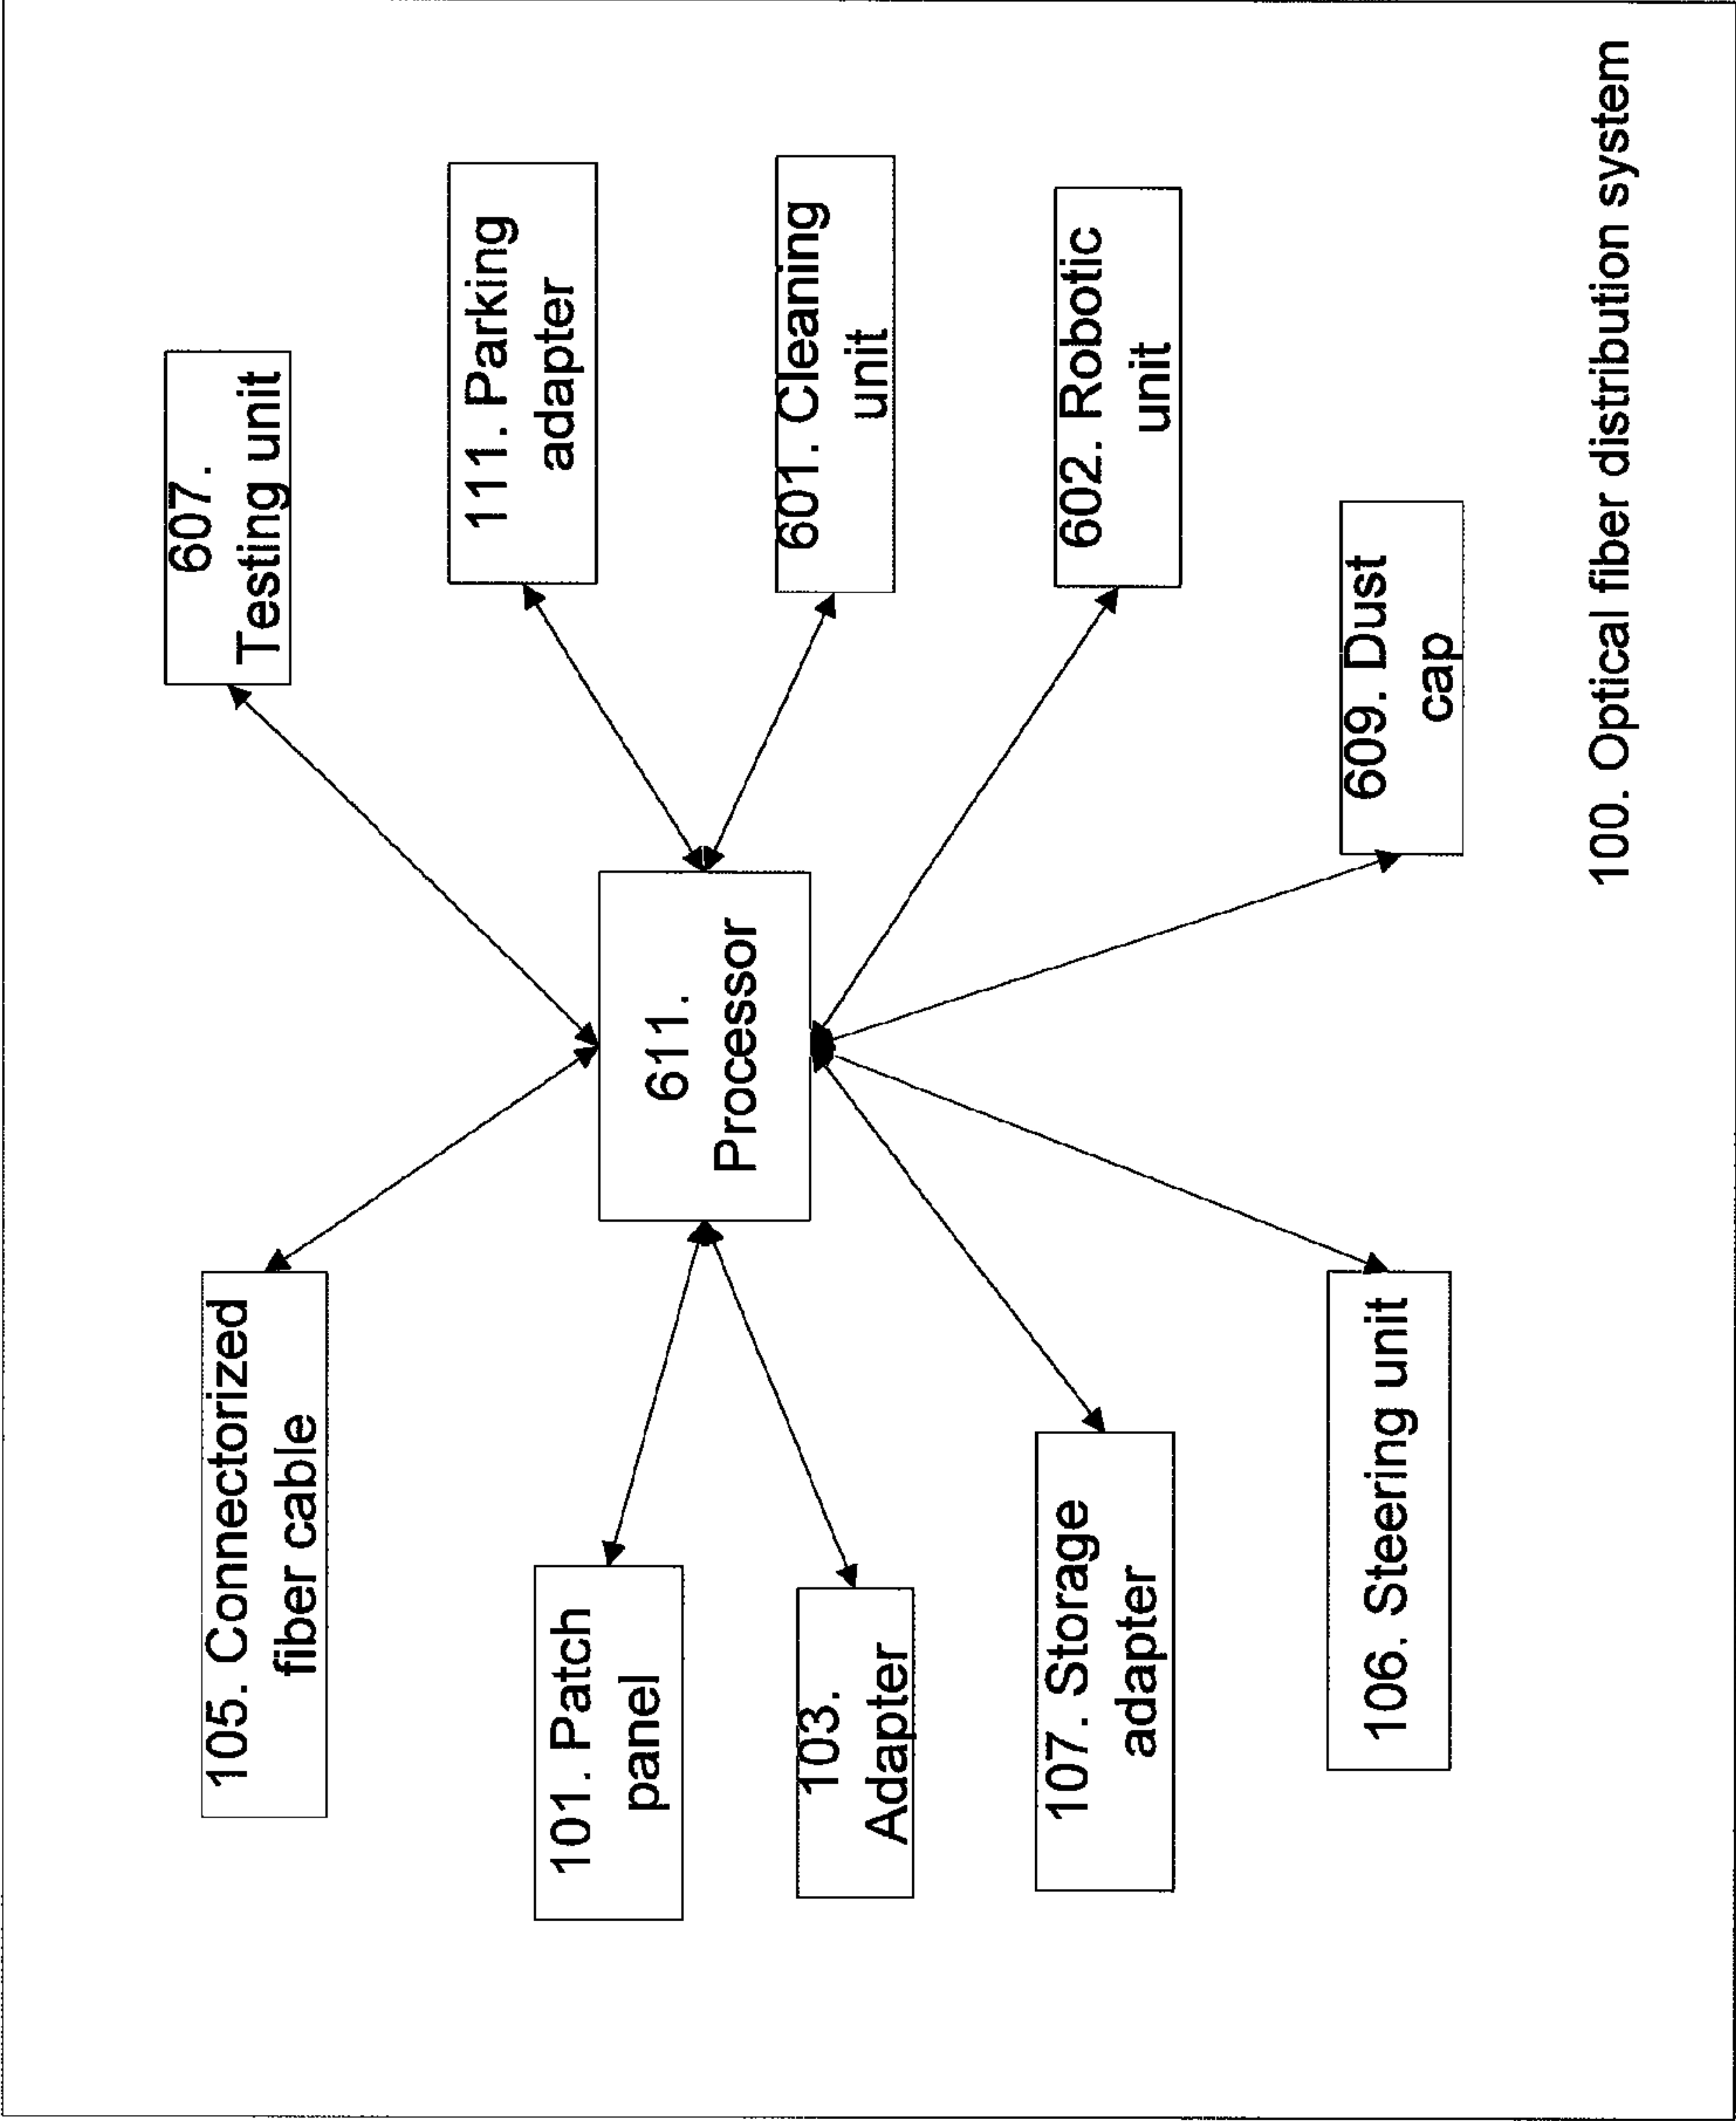 105. Connectorized
fiber cable
607.
Testing unit
101. Patch
panel
111. Parking
adapter
611.
Processor
103.
Adapter
601. Cleaning
unit
107. Storage
adapter
602. Robotic
unit
106. Steering unit
609. Dust
cap
100. Optical fiber distribution system